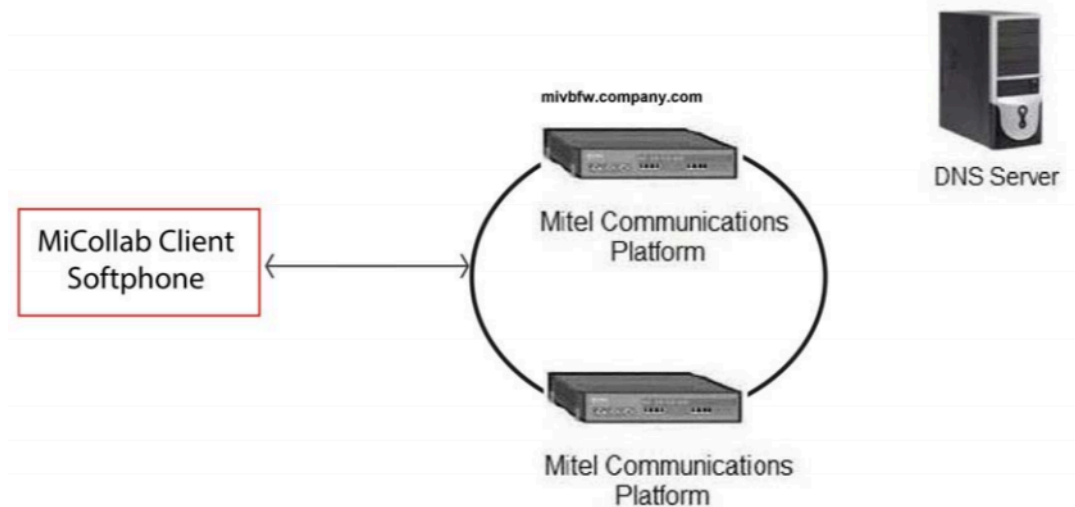 mivbfw.company.com
DNS Server
Mitel Communications
Platform
MiCollab Client
Softphone
Mitel Communications
Platform